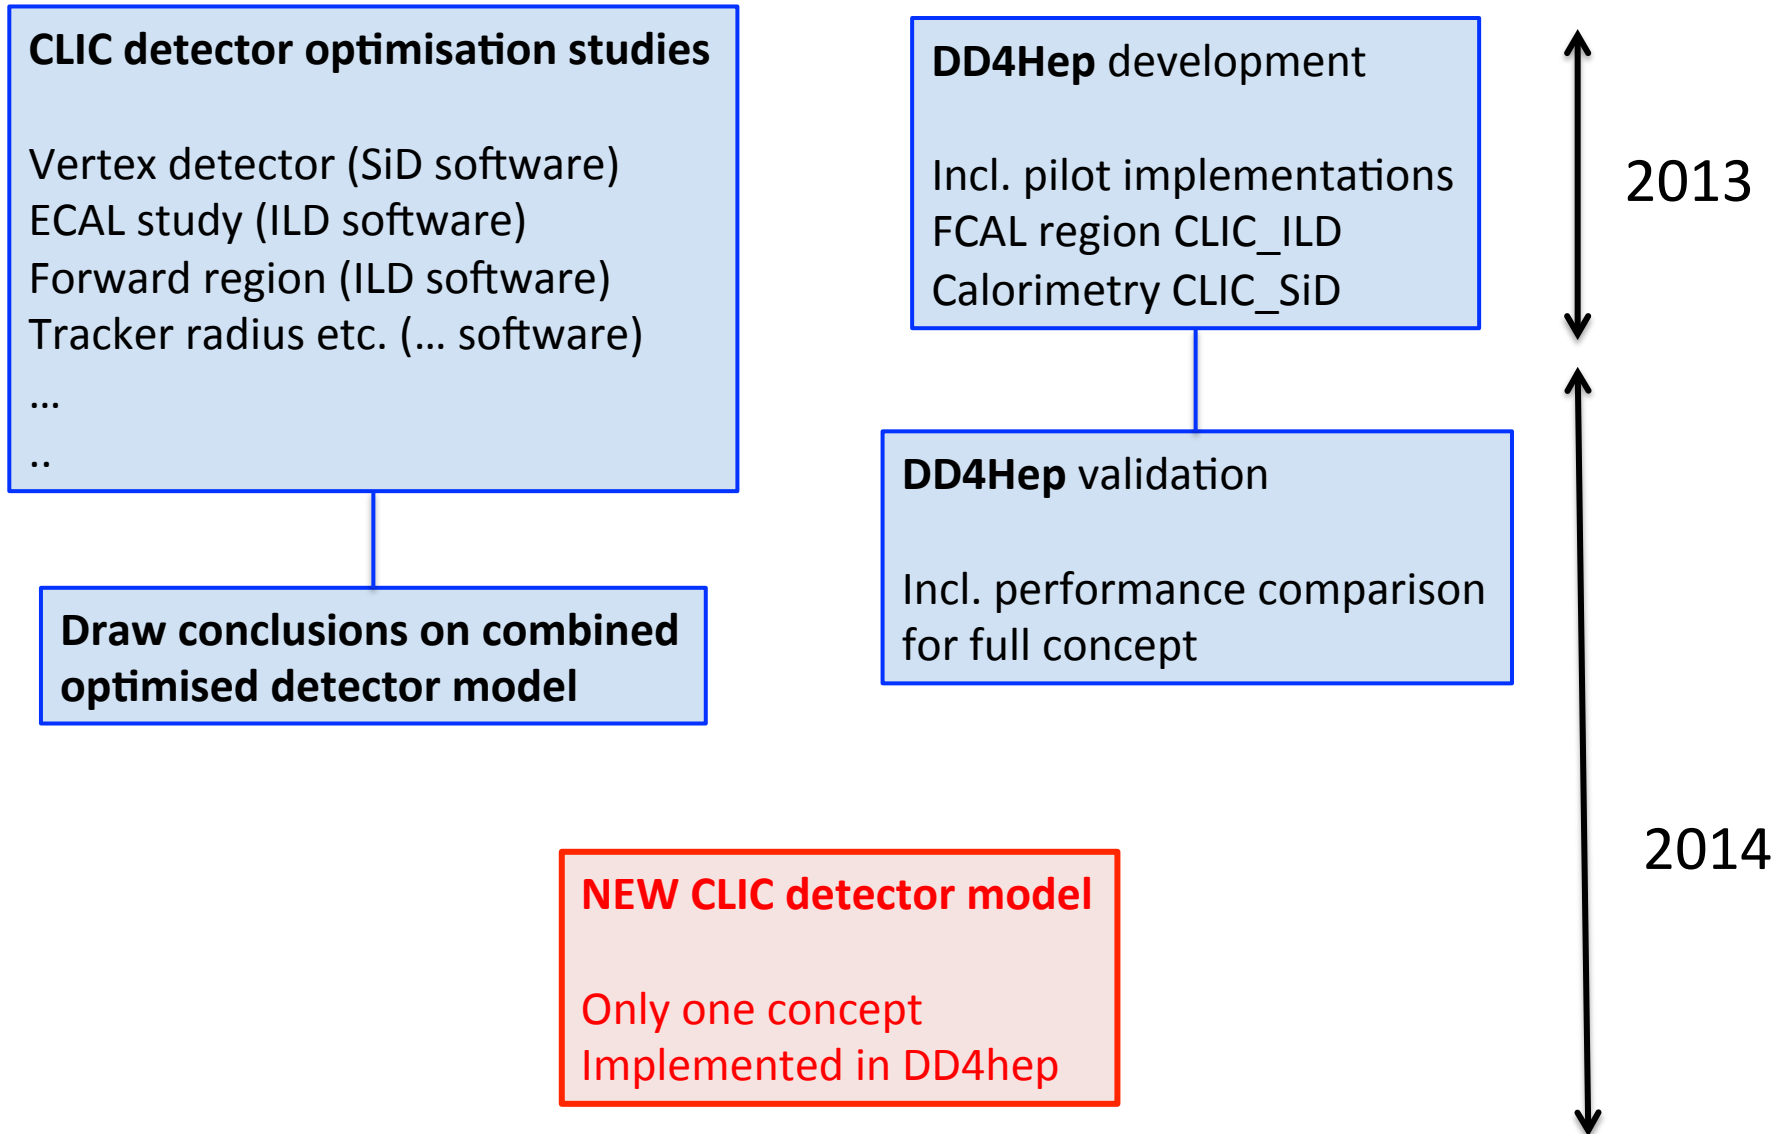 CLIC detector optimisation studies
Vertex detector (SiD software)
ECAL study (ILD software)
Forward region (ILD software)
Tracker radius etc. (... software)
...
..
Draw conclusions on combined
optimised detector model
DD4Hep development
Incl. pilot implementations
FCAL region CLIC_ILD
Calorimetry CLIC_SiD
DD4Hep validation
Incl. performance comparison
for full concept
NEW CLIC detector model
Only one concept
Implemented in DD4hep
2013
2014